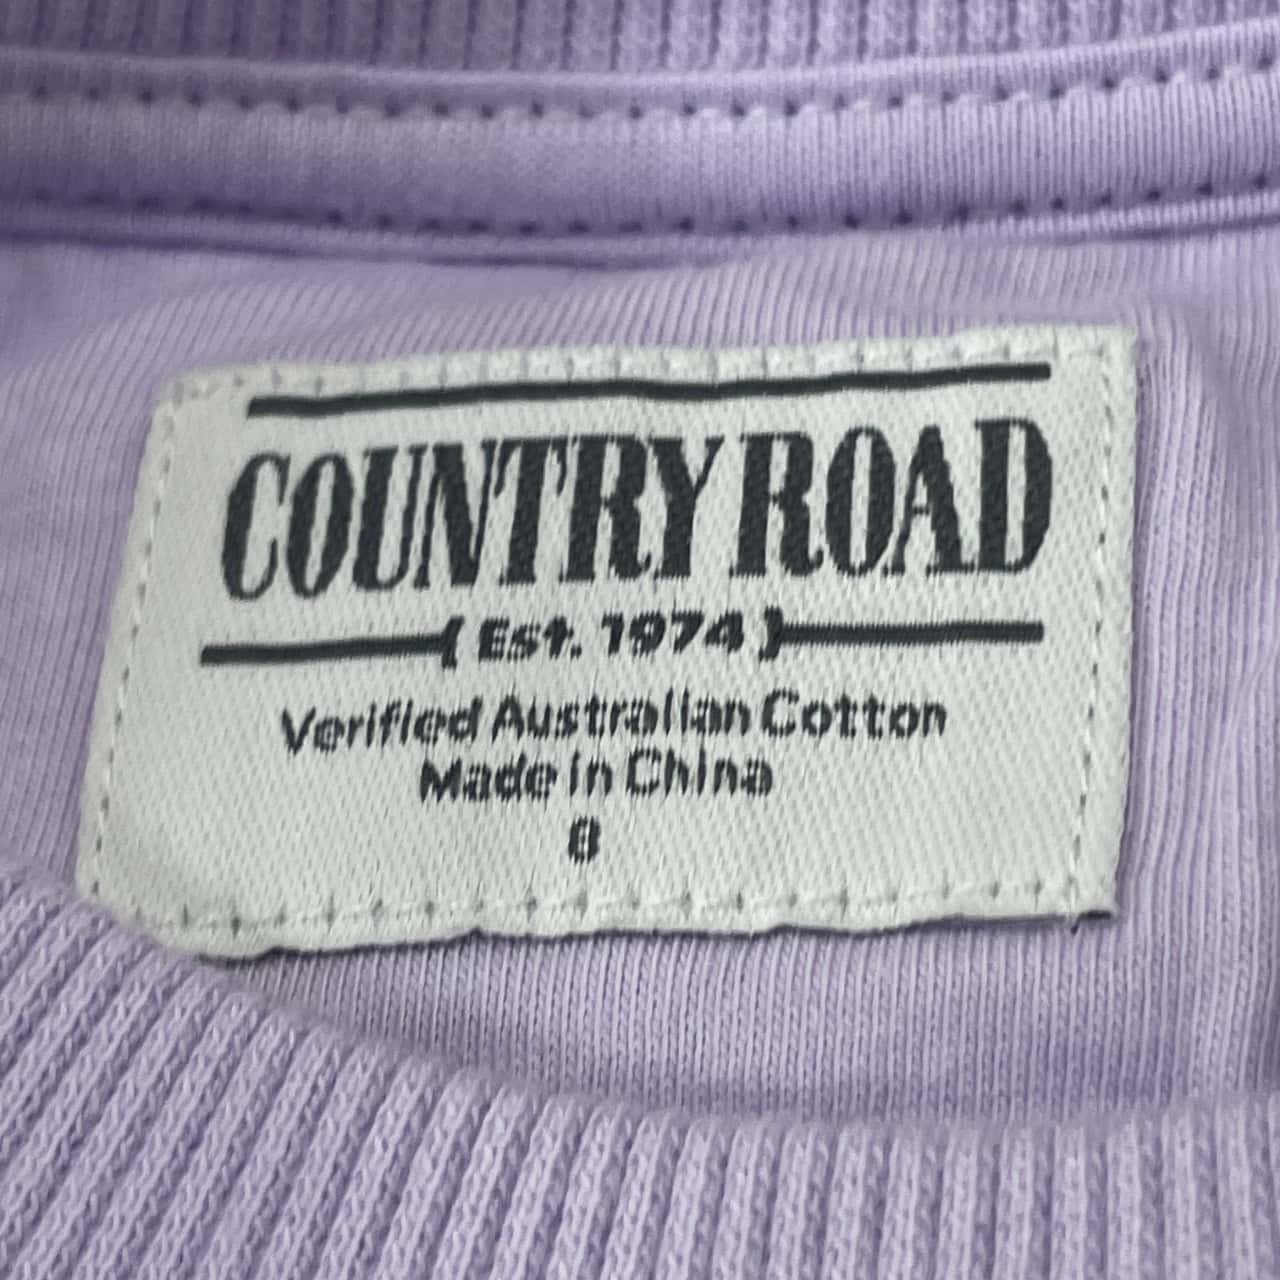 COUNTRY ROAD
{ Est. 1974 }
Verified Australian Cotton
Made in China
8